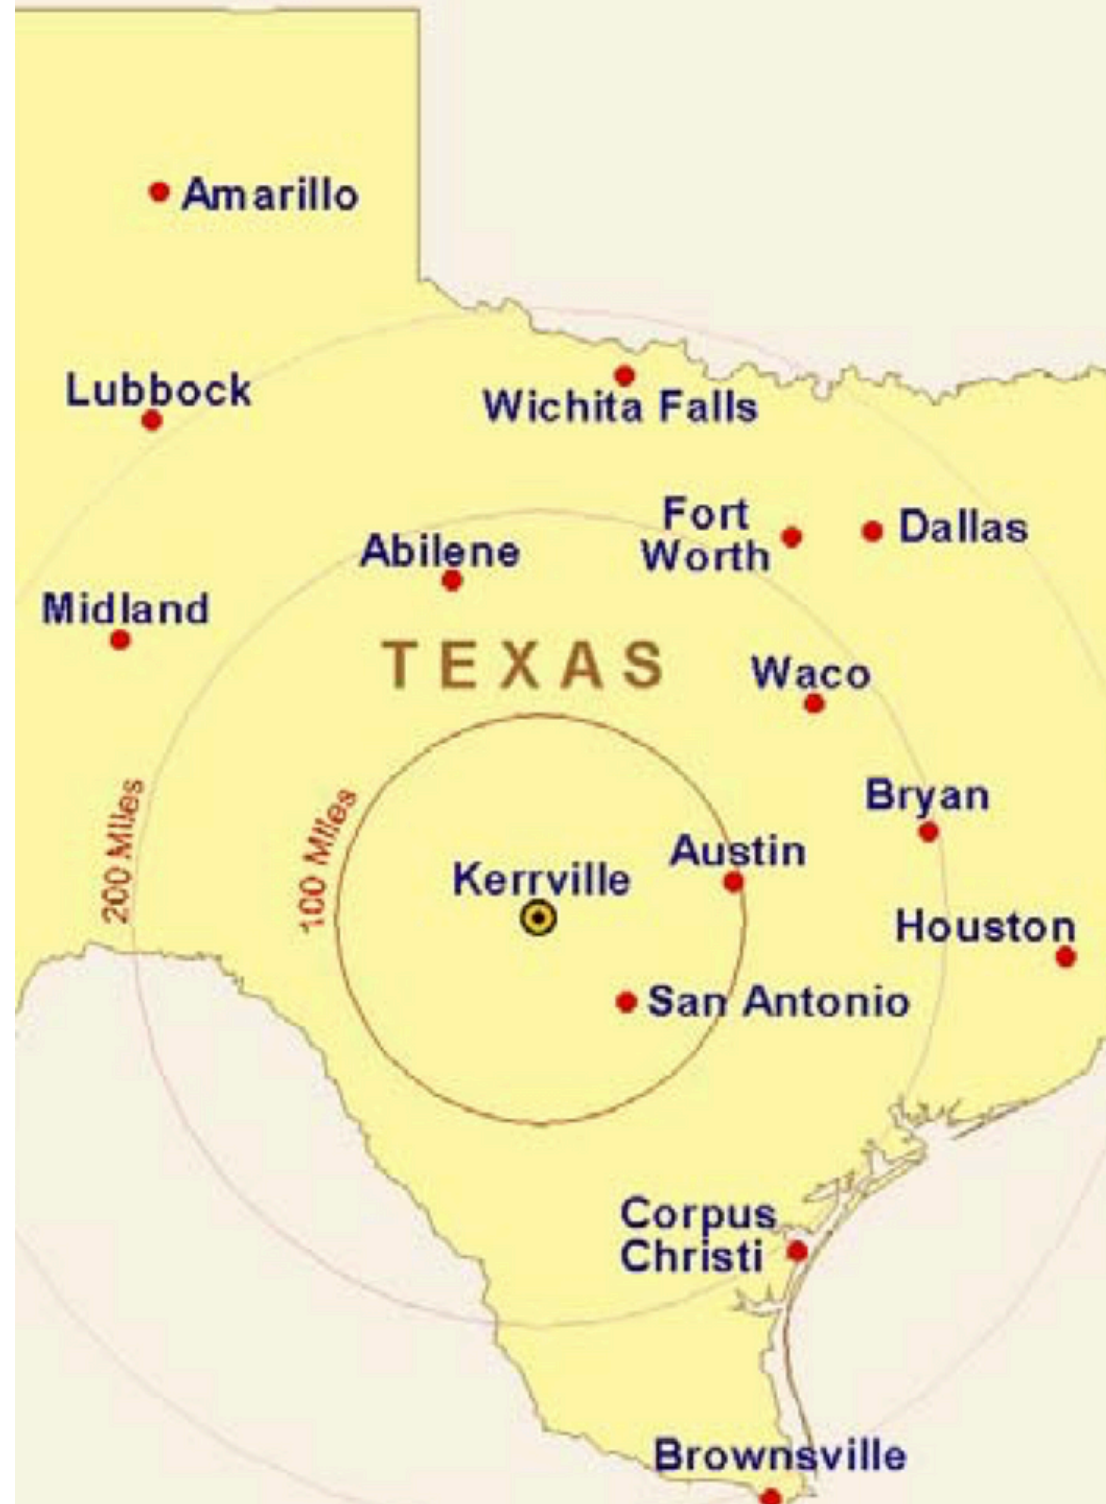 Amarillo
Lubbock
Wichita Falls
Fort
Worth
Dallas
Abilene
Midland
TEXAS
Waco
200 Miles
100 Miles
Bryan
Austin
Kerrville
Houston
San Antonio
Corpus
Christi
Brownsville